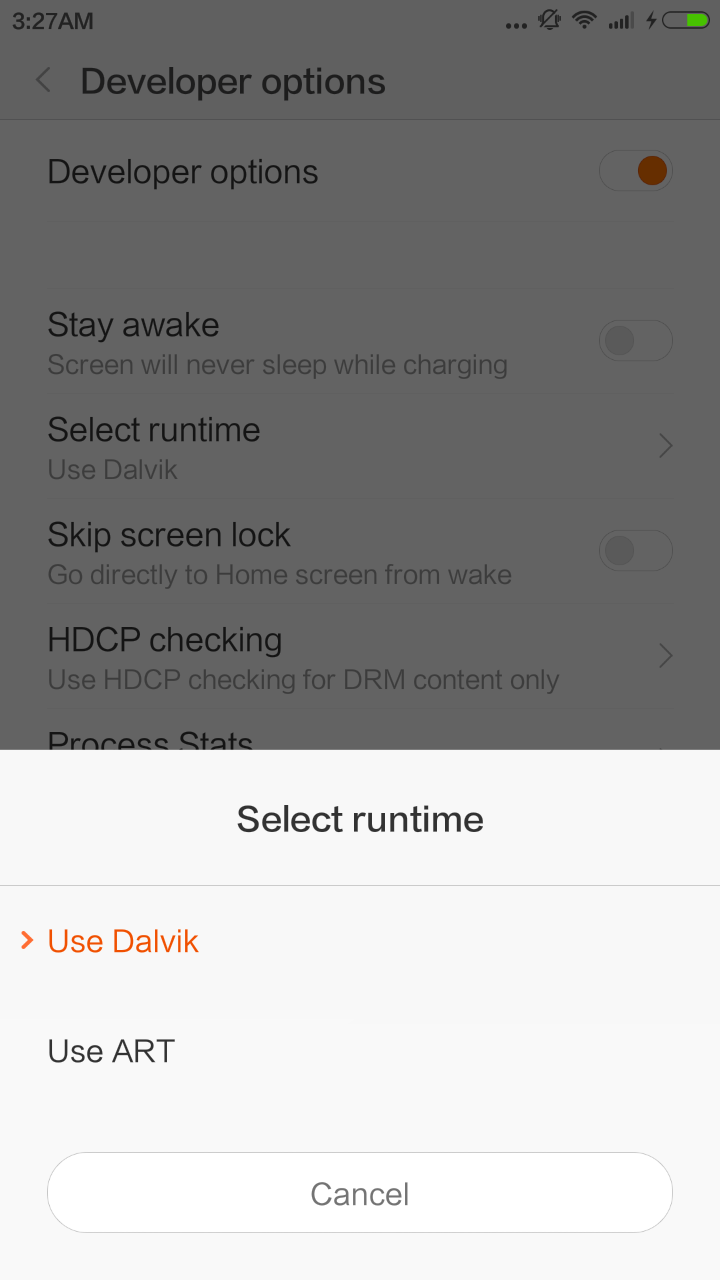 3:27AM
Developer options
Developer options
Stay awake
Screen will never sleep while charging
Select runtime
Use Dalvik
Skip screen lock
Go directly to Home screen from wake
HDCP checking
Use HDCP checking for DRM content only
Process Stats
Select runtime
Use Dalvik
Use ART
Cancel